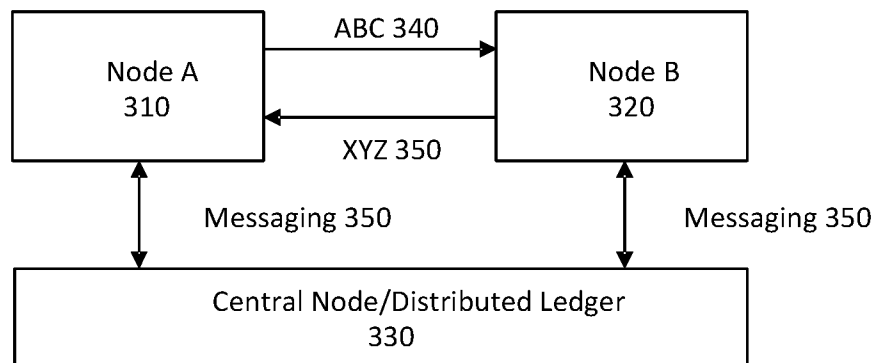 ABC 340
Node A
310
Node B
320
XYZ 350
Messaging 350
Messaging 350
Central Node/Distributed Ledger
330